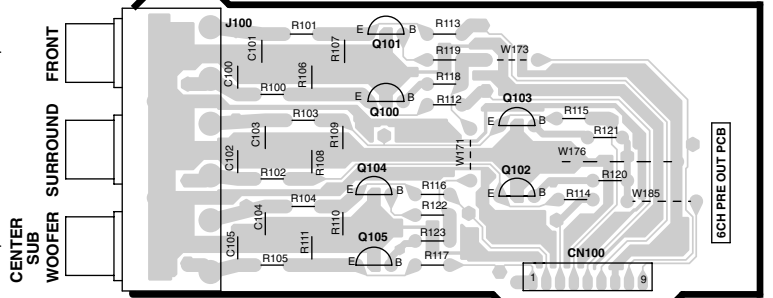 FRONT
SURROUND
CENTER
SUB
WOOFER
J100
R101
C101
R107
C100
R106
R100
E B
Q101
E B
Q100
R113
R119
R118
R112
W173
R103
C103
R109
C102
R108
R102
Q104
E B
R104
C104
R110
C105
R111
R105
Q105
E B
R116
R122
R123
R117
W171
Q103
E B
Q102
E B
R115
R121
W176
R120
R114
W185
CN100
1 9
6CH PRE OUT PCB